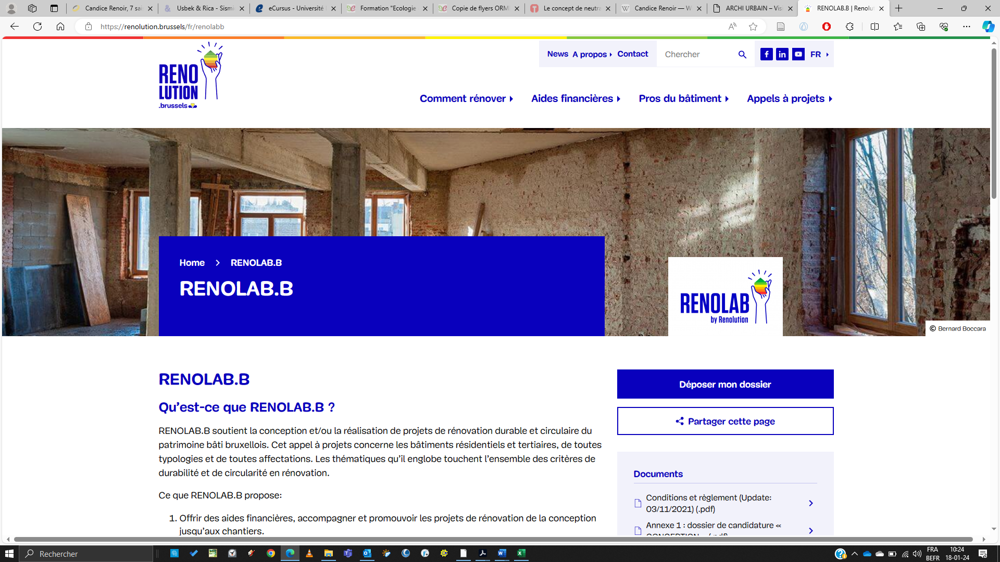 Candice Renoir, 7 sai
Usbek & Rica - Sismi
eCursus - Université
Formation "Ecologie
Copie de flyers ORM
Le concept de neutra
Candice Renoir — W
ARCHI URBAIN – Visi
RENOLAB.B | Renolut
https://renolution.brussels/fr/renolabb
RENO
LUTION
.brussels
News A propos Contact
Chercher
FR
Comment rénover
Aides financières
Pros du bâtiment
Appels à projets
Home > RENOLAB.B
RENOLAB.B
RENOLAB
by Renolution
© Bernard Boccara
RENOLAB.B
Qu’est-ce que RENOLAB.B ?
RENOLAB.B soutient la conception et/ou la réalisation de projets de rénovation durable et circulaire du
patrimoine bâti bruxellois. Cet appel à projets concerne les bâtiments résidentiels et tertiaires, de toutes
typologies et de toutes affectations. Les thématiques qu’il englobe touchent l’ensemble des critères de
durabilité et de circularité en rénovation.
Ce que RENOLAB.B propose:
1. Offrir des aides financières, accompagner et promouvoir les projets de rénovation de la conception
jusqu’aux chantiers.
Déposer mon dossier
Partager cette page
Documents
Conditions et règlement (Update:
03/11/2021) (.pdf)
Annexe 1 : dossier de candidature «
CONCEPTION » (.pdf)
Rechercher
FRA
BEFR
10:24
18-01-24